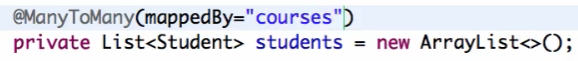 @ManyToMany(mappedBy="courses")
private List<Student> students = new ArrayList<>();